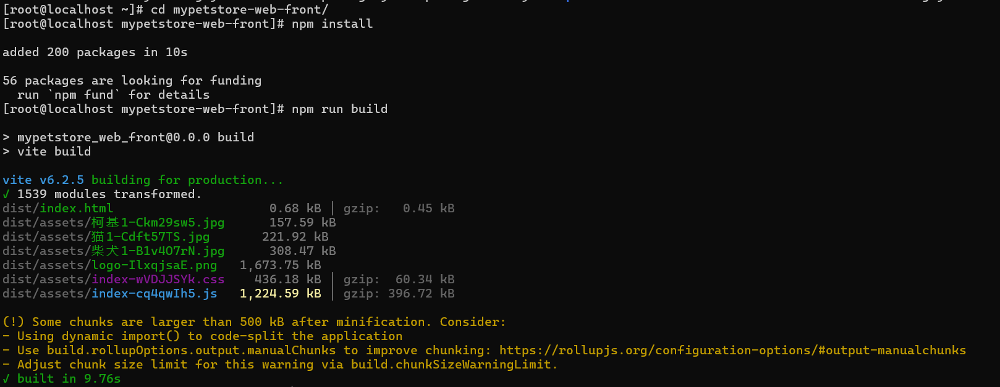 [root@localhost ~]# cd mypetstore-web-front/
[root@localhost mypetstore-web-front]# npm install
added 200 packages in 10s
56 packages are looking for funding
  run `npm fund` for details
[root@localhost mypetstore-web-front]# npm run build
> mypetstore_web_front@0.0.0 build
> vite build
vite v6.2.5 building for production...
√ 1539 modules transformed.
dist/index.html                     0.68 kB │ gzip:   0.45 kB
dist/assets/柯基1-Ckm29sw5.jpg      157.59 kB
dist/assets/猫1-Cdft57TS.jpg       221.92 kB
dist/assets/柴犬1-B1v4O7rN.jpg      308.47 kB
dist/assets/logo-IlxqjsaE.png   1,673.75 kB
dist/assets/index-wVDJJSYk.css    436.18 kB │ gzip:  60.34 kB
dist/assets/index-cq4qwIh5.js   1,224.59 kB │ gzip: 396.72 kB
(!) Some chunks are larger than 500 kB after minification. Consider:
- Using dynamic import() to code-split the application
- Use build.rollupOptions.output.manualChunks to improve chunking: https://rollupjs.org/configuration-options/#output-manualchunks
- Adjust chunk size limit for this warning via build.chunkSizeWarningLimit.
√ built in 9.76s